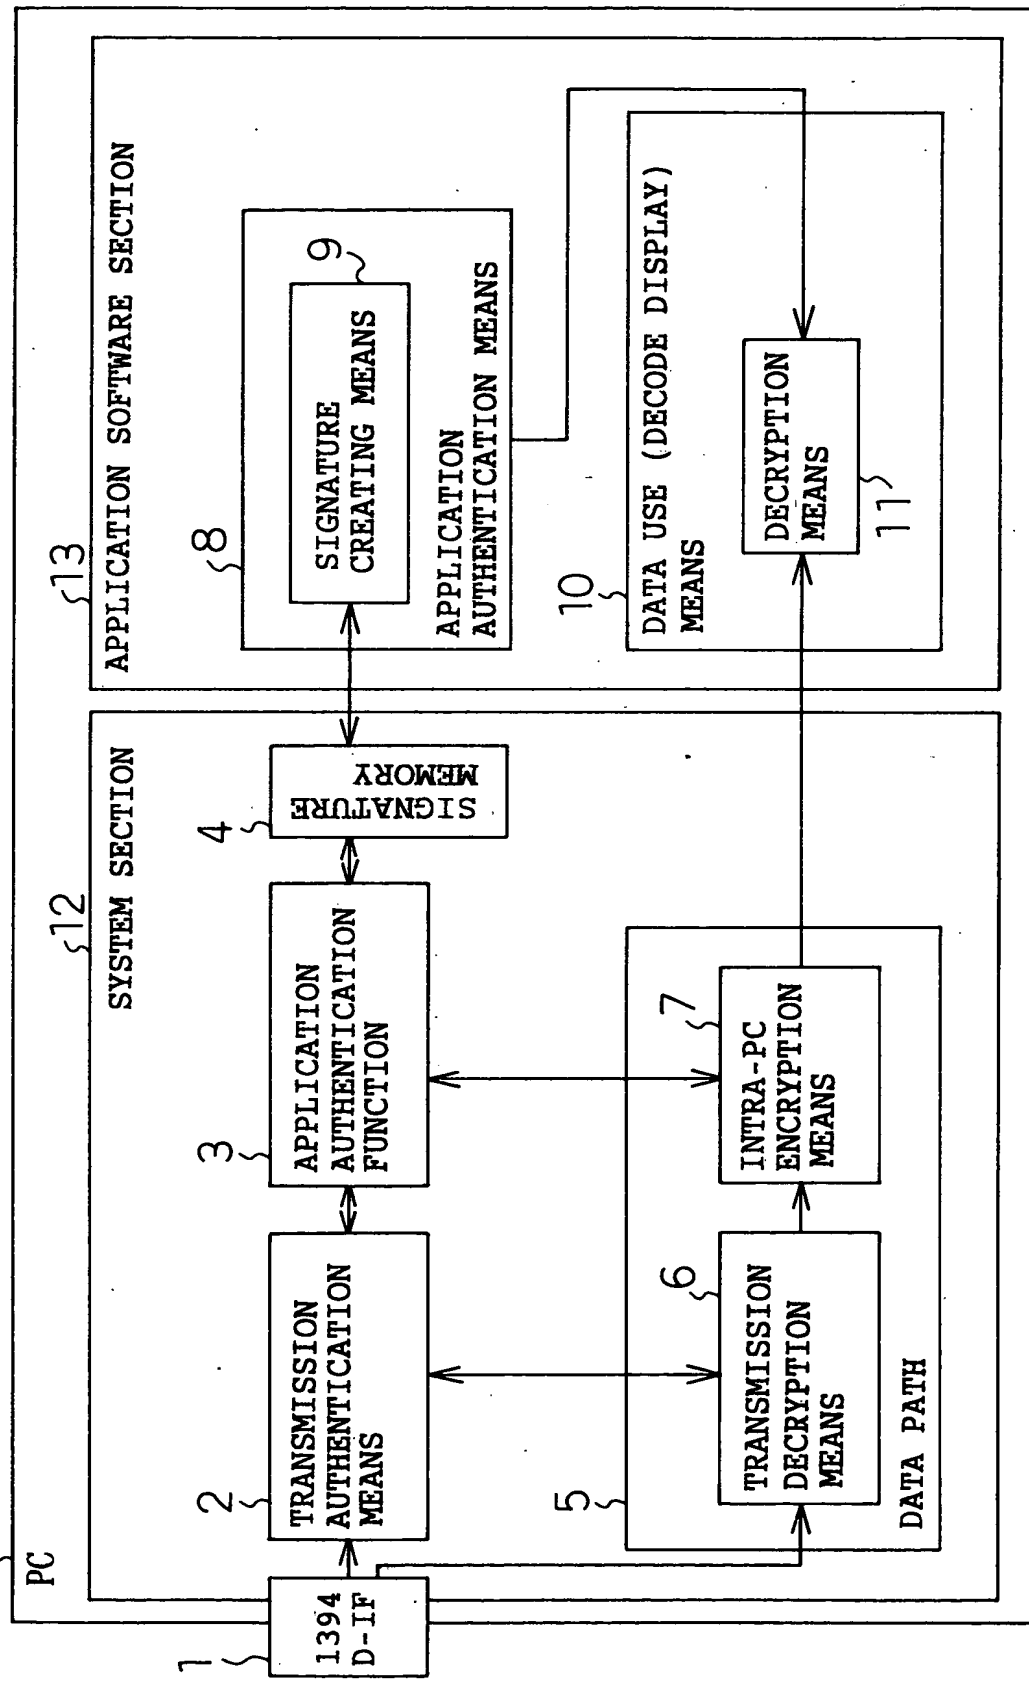 PC
13
APPLICATION SOFTWARE SECTION
12
SYSTEM SECTION
1
1394
D-IF
2
TRANSMISSION
AUTHENTICATION
MEANS
3
APPLICATION
AUTHENTICATION
FUNCTION
4
SIGNATURE
MEMORY
8
9
SIGNATURE
CREATING MEANS
APPLICATION
AUTHENTICATION MEANS
5
6
TRANSMISSION
DECRYPTION
MEANS
7
INTRA-PC
ENCRYPTION
MEANS
DATA PATH
10
DATA USE (DECODE DISPLAY)
MEANS
DECRYPTION
MEANS
11